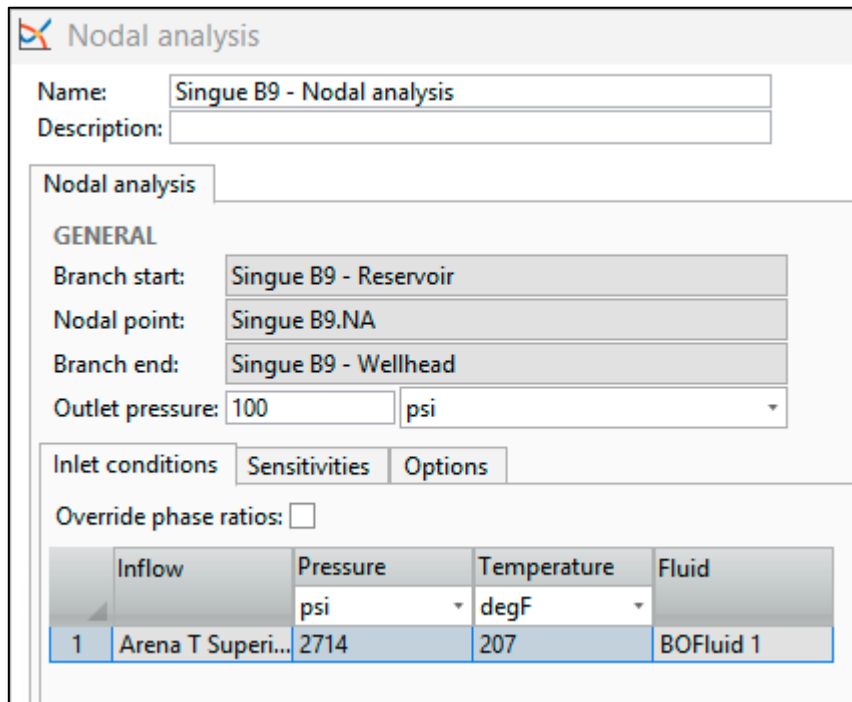 Nodal analysis
Name: Singue B9 - Nodal analysis
Description:
Nodal analysis
GENERAL
Branch start: Singue B9 - Reservoir
Nodal point: Singue B9.NA
Branch end: Singue B9 - Wellhead
Outlet pressure: 100 psi
Inlet conditions Sensitivities Options
Override phase ratios:
Inflow Pressure Temperature Fluid
psi degF
1 Arena T Superi... 2714 207 BOFluid 1